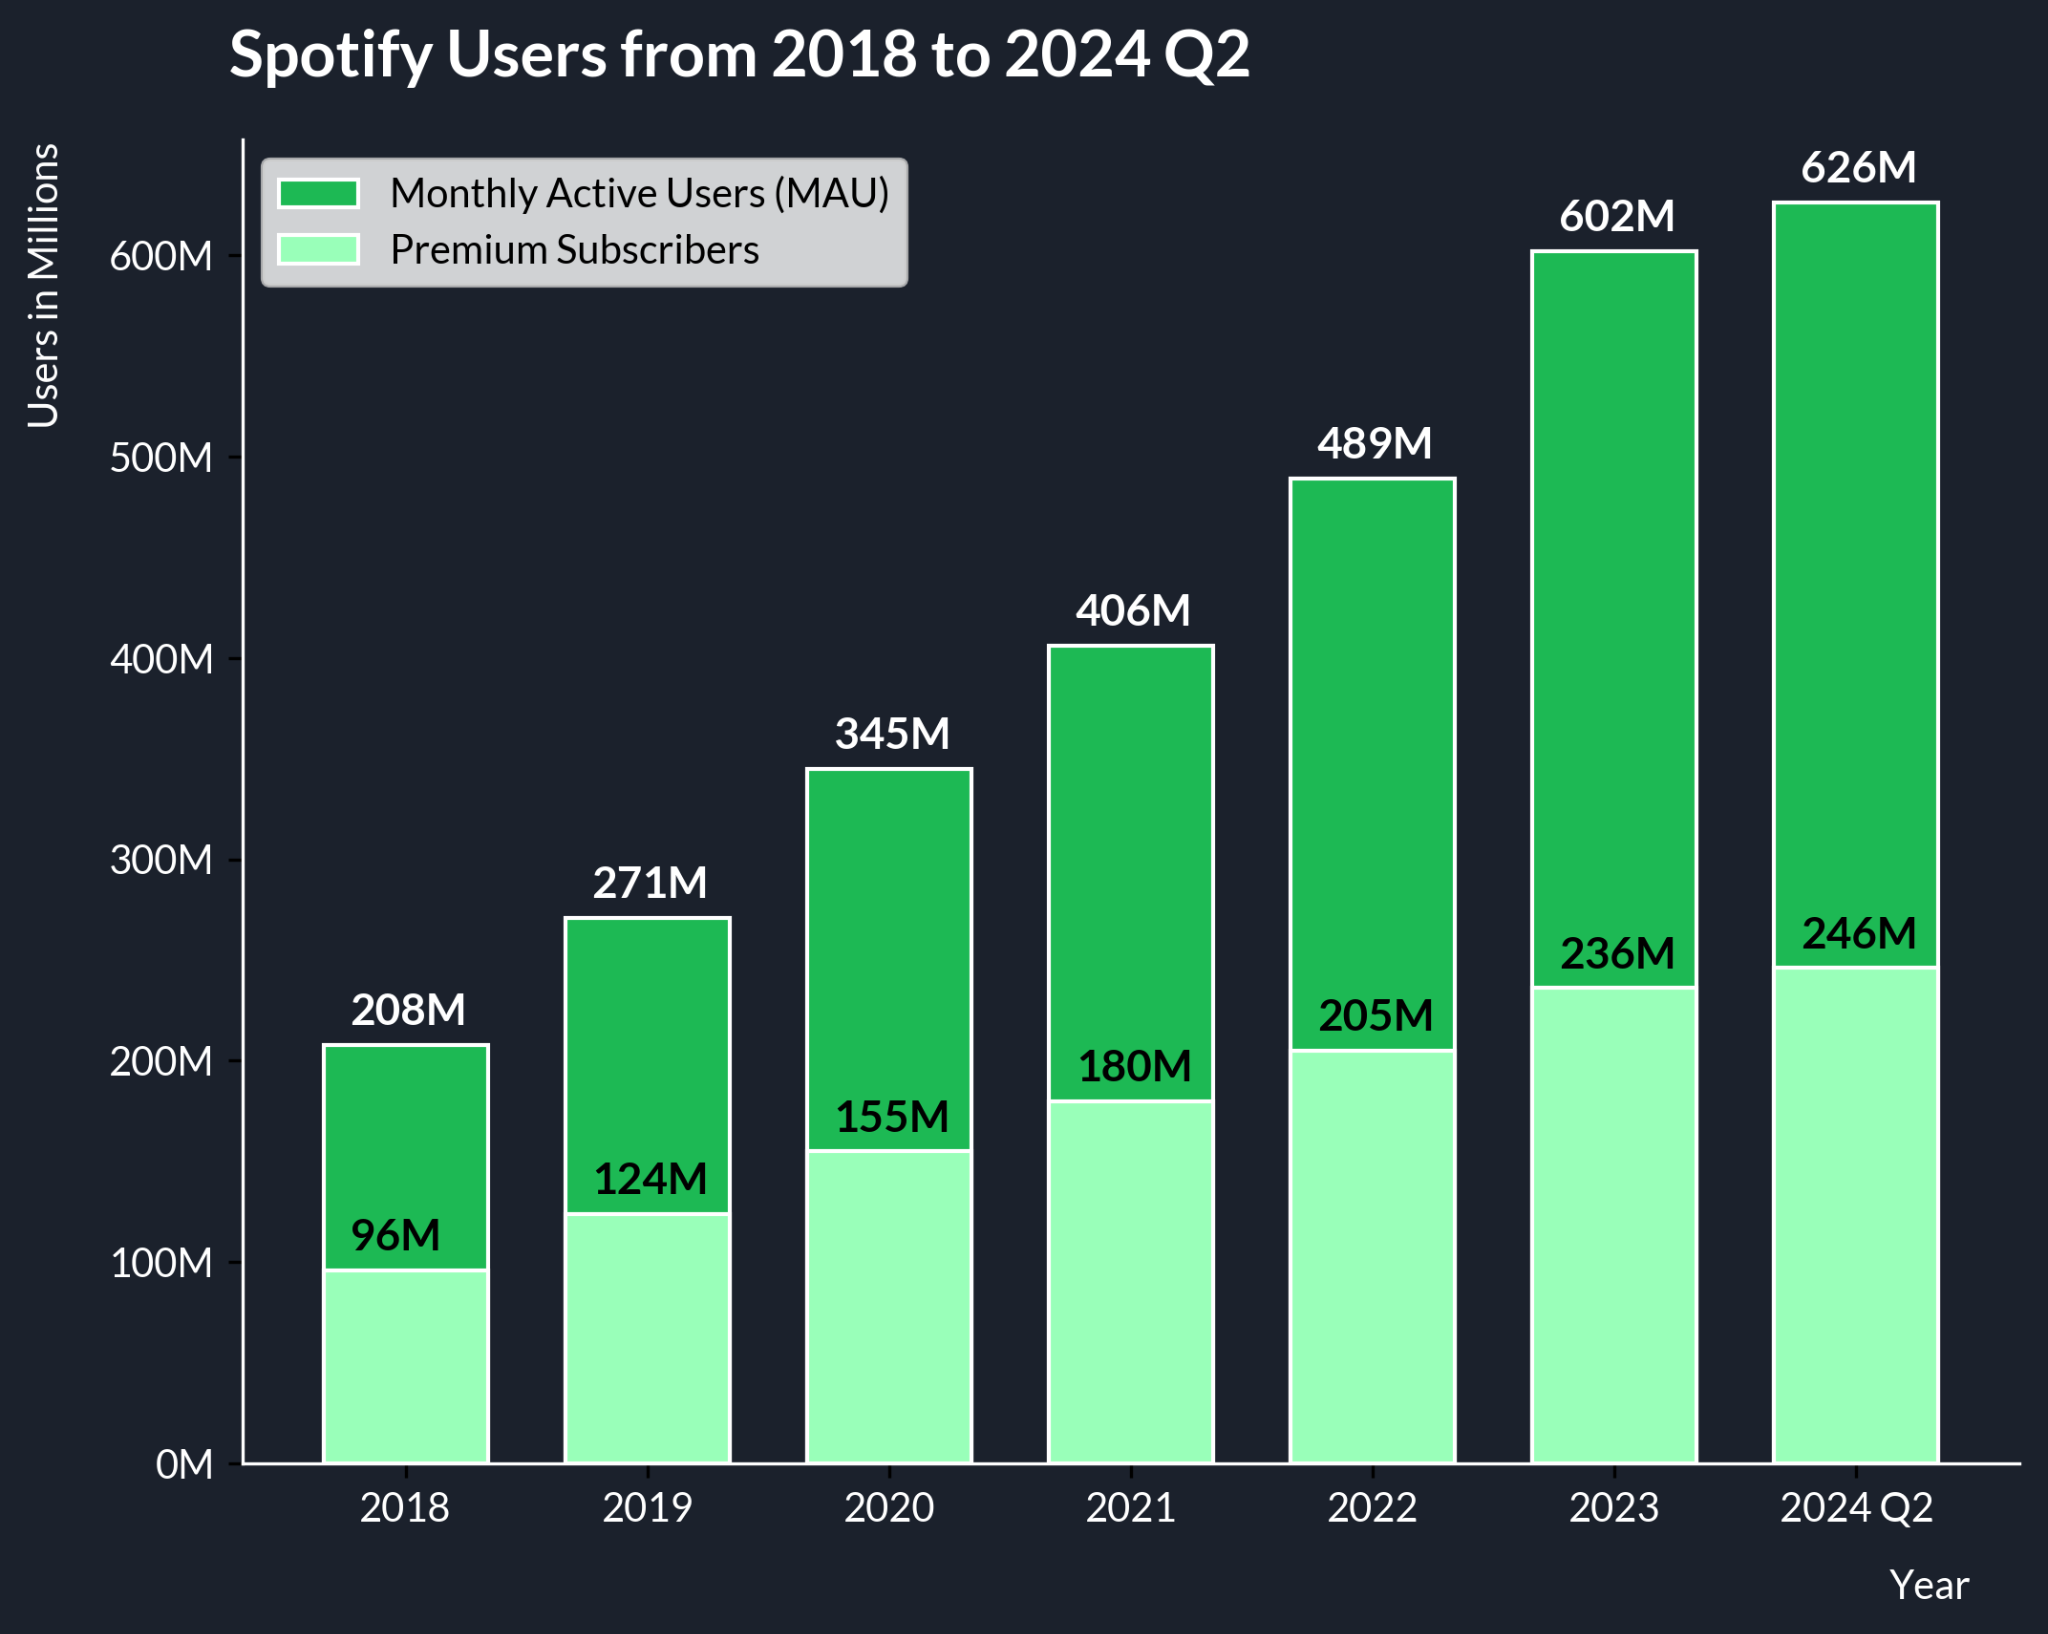 Spotify Users from 2018 to 2024 Q2
Users in Millions
Monthly Active Users (MAU)
Premium Subscribers
600M
500M
400M
300M
200M
100M
0M
208M
271M
345M
406M
489M
602M
626M
96M
124M
155M
180M
205M
236M
246M
2018
2019
2020
2021
2022
2023
2024 Q2
Year